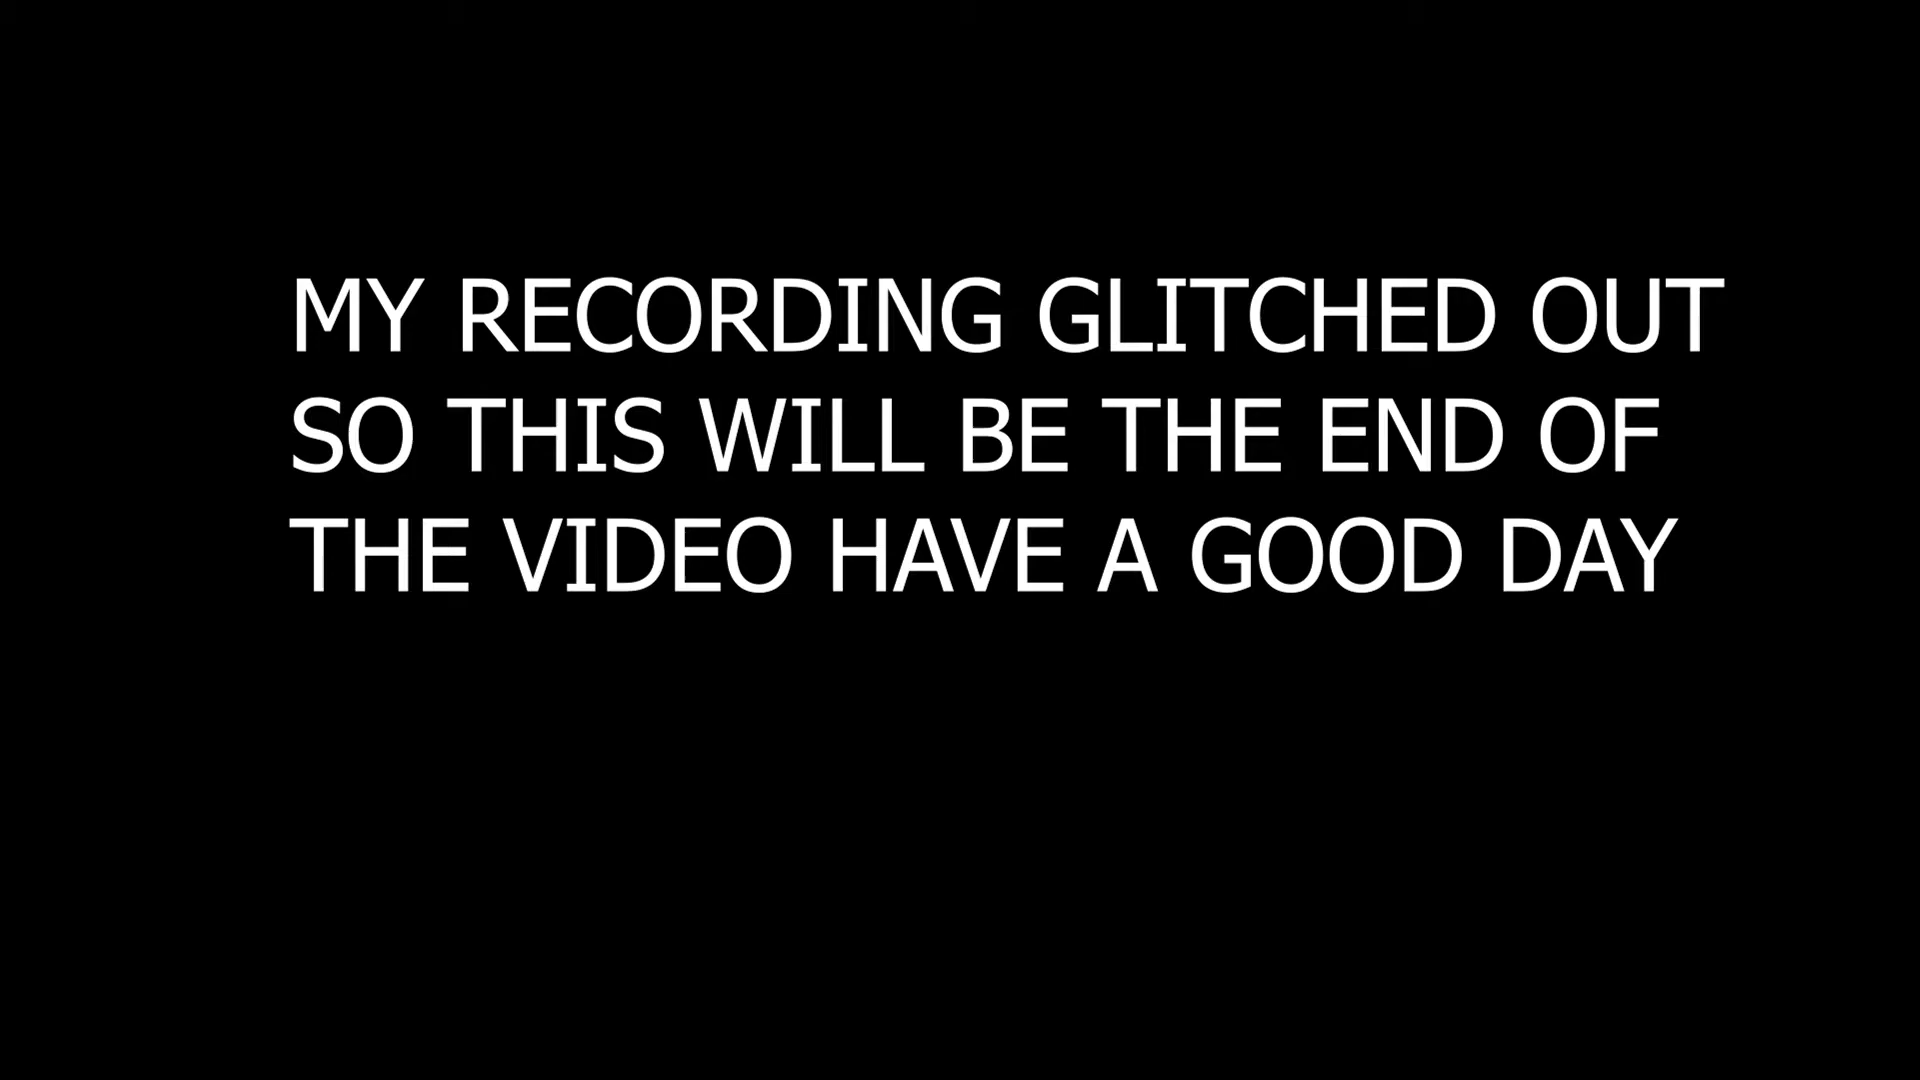 MY RECORDING GLITCHED OUT
SO THIS WILL BE THE END OF
THE VIDEO HAVE A GOOD DAY